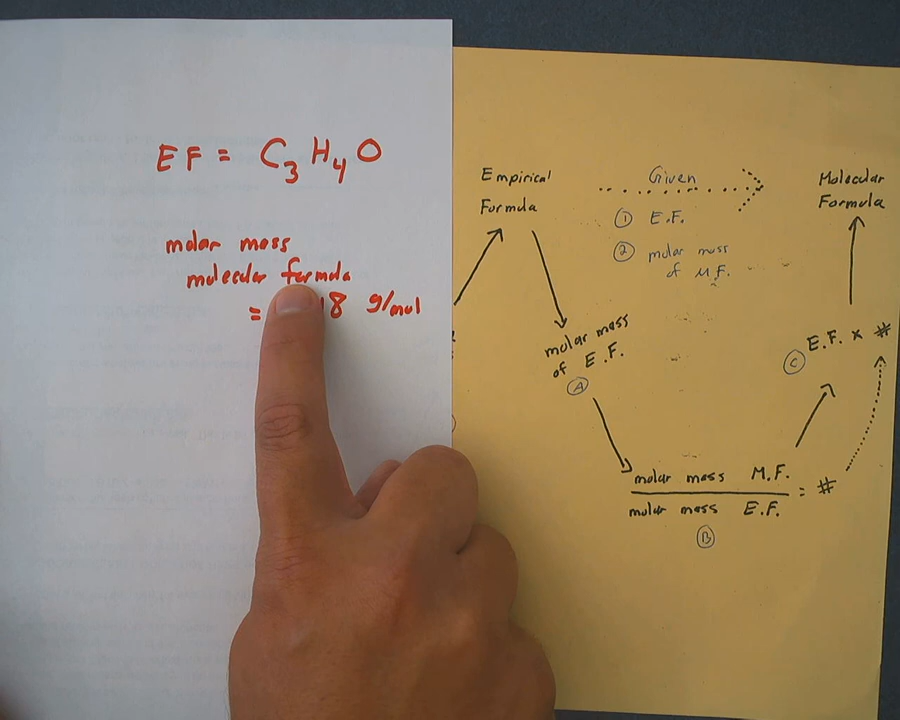 EF = C3H4O
molar mass
molecular formula
= 8 g/mol
Empirical
Formula
Given
① E.F.
② molar mass
of M.F.
Molecular
Formula
molar mass
of E.F.
Ⓐ
molar mass M.F.
molar mass E.F.
= #
Ⓑ
Ⓒ E.F. x #